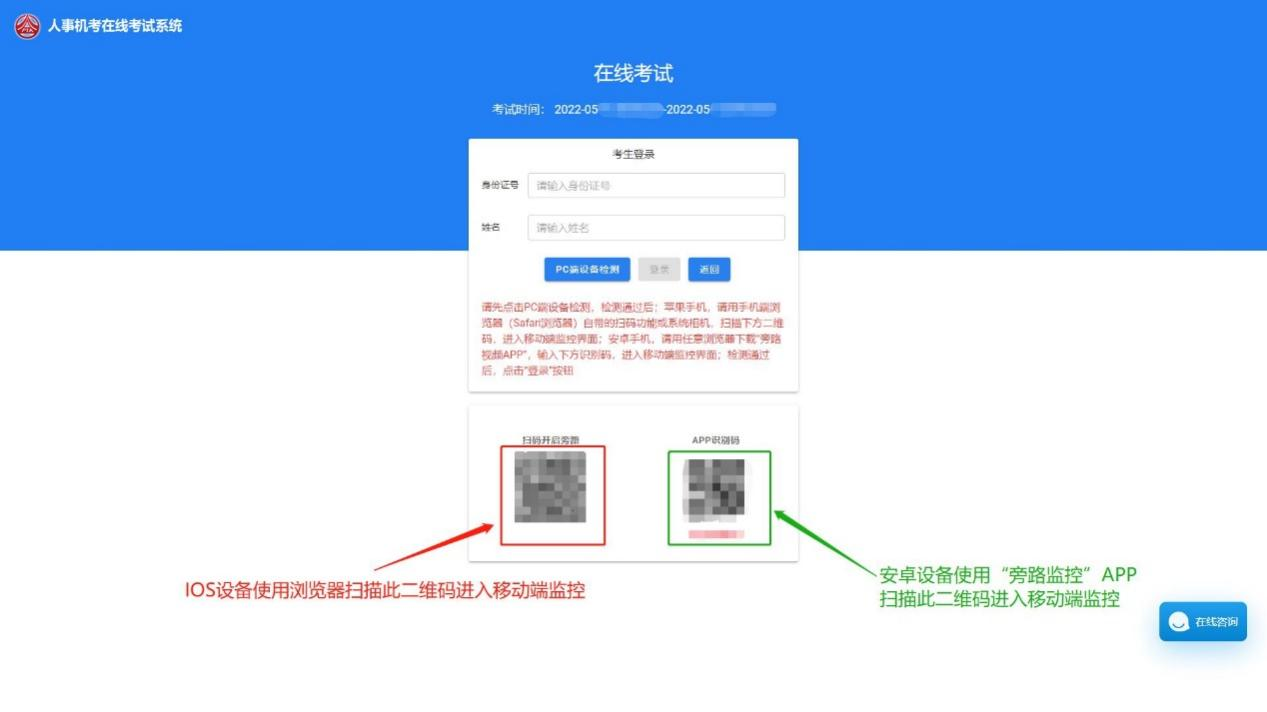 人事机考在线考试系统
在线考试
考试时间： 2022-05 -2022-05
考生登录
身份证号 请输入身份证号
姓名 请输入姓名
PC端设备检测 登录 返回
请先点击PC端设备检测，检测通过后；苹果手机，请用手机端浏
览器（Safari浏览器）自带的扫码功能或系统相机，扫描下方二维
码，进入移动端监控界面；安卓手机，请用任意浏览器下载“旁路
视频APP”，输入下方识别码，进入移动端监控界面；检测通过
后，点击“登录”按钮
扫码开启旁路 APP识别码
IOS设备使用浏览器扫描此二维码进入移动端监控
安卓设备使用“旁路监控”APP
扫描此二维码进入移动端监控
在线咨询